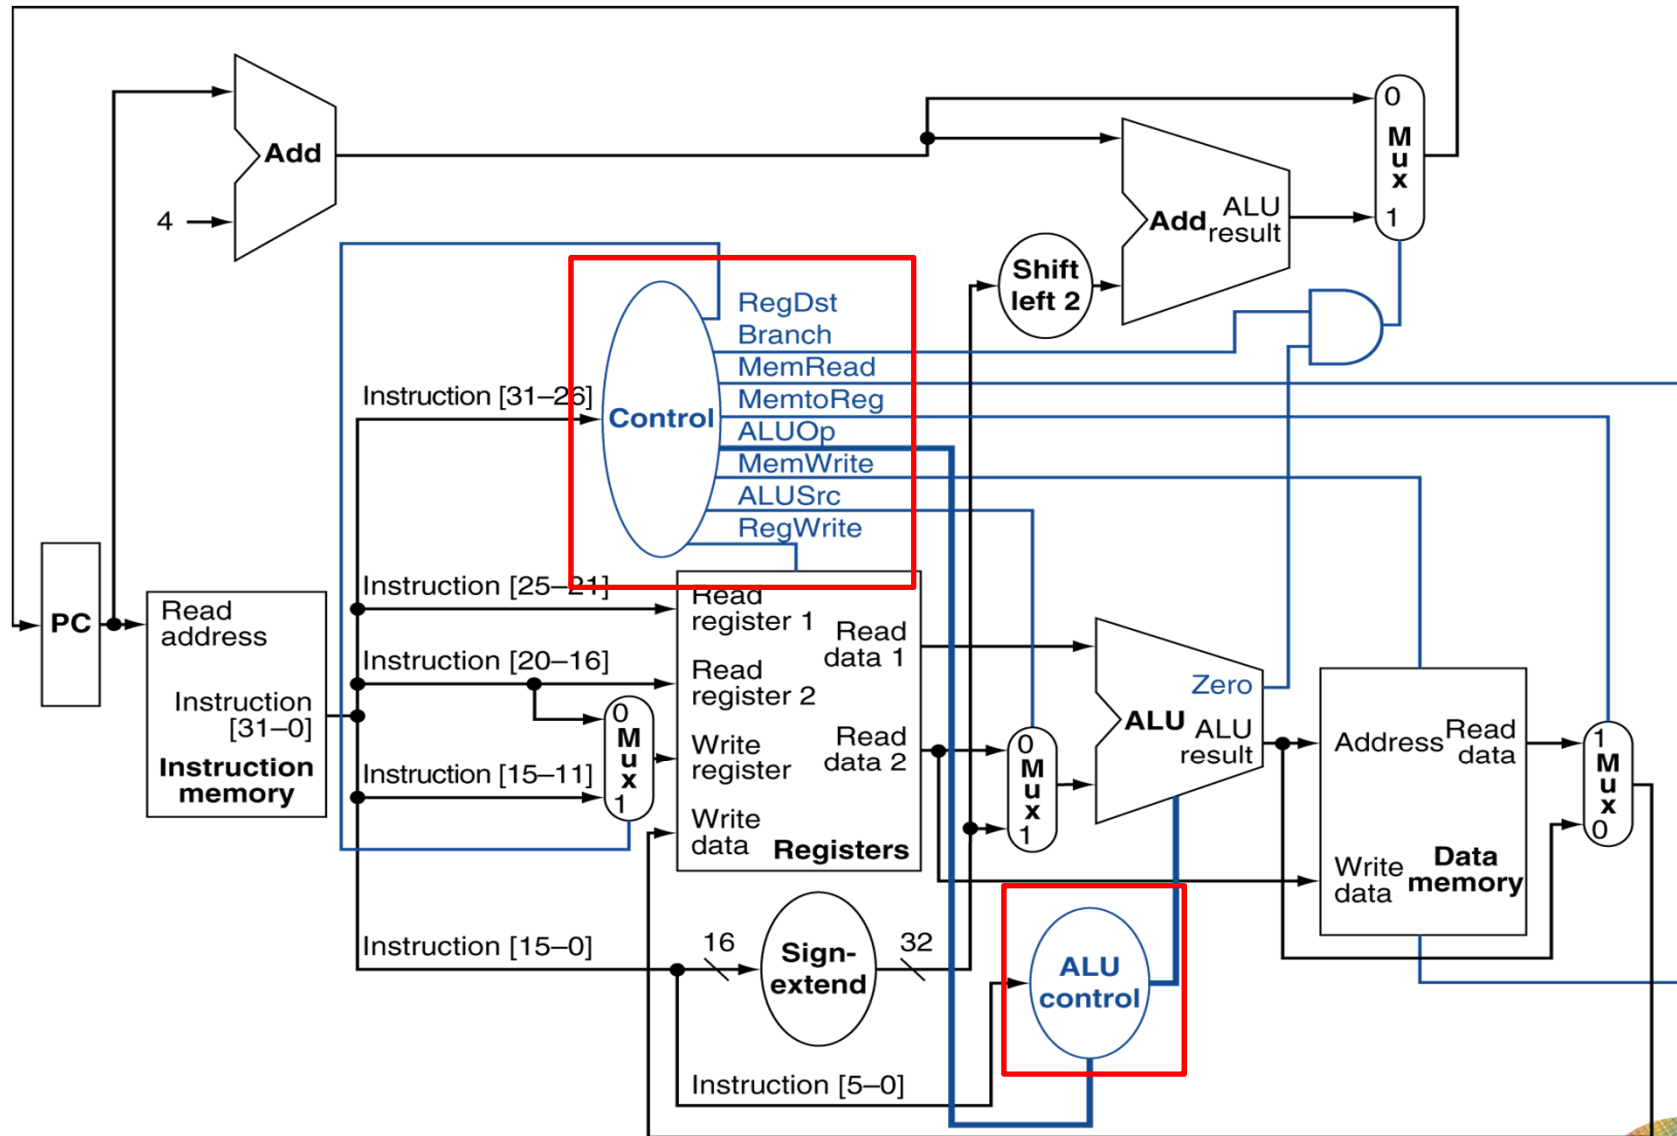 0
M
u
x
1
Add
4
Add
ALU
result
Shift
left 2
RegDst
Branch
MemRead
MemtoReg
ALUOp
MemWrite
ALUSrc
RegWrite
Control
Instruction [31–26]
Instruction [25–21]
Instruction [20–16]
Instruction [15–11]
Instruction [15–0]
Instruction [5–0]
PC
Read
address
Instruction
[31–0]
Instruction
memory
0
M
u
x
1
Read
register 1
Read
register 2
Write
register
Write
data
Read
data 1
Read
data 2
Registers
0
M
u
x
1
Zero
ALU
ALU
result
Address
Read
data
Write
data
Data
memory
1
M
u
x
0
16
Sign-
extend
32
ALU
control